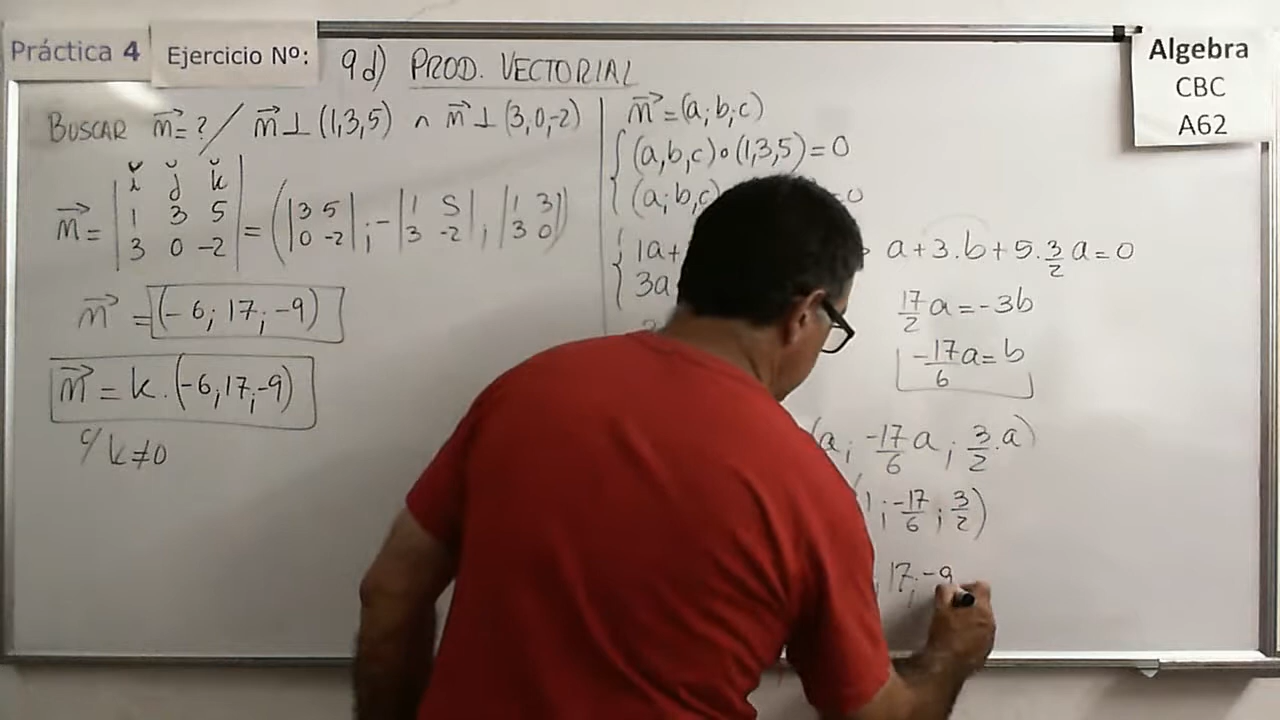 Práctica 4
Ejercicio Nº:
9d) PROD. VECTORIAL
Algebra
CBC
A62
BUSCAR n⃗=? / n⃗ ⊥ (1,3,5) ∧ n⃗ ⊥ (3,0,-2)
ǐ ǰ ǩ
n⃗ = | 1 3 5 | = ( |3 5| ; - |1 5| ; |1 3| )
3 0 -2 0 -2 3 -2 3 0
n⃗ = (-6; 17; -9)
n⃗ = k.(-6;17;-9)
c/ k≠0
n⃗ = (a; b; c)
{ (a,b,c)∘(1,3,5)=0
(a;b,c) =0
{ 1a+
3a
a+3.b+5.3/2 a=0
17/2 a=-3b
-17/6 a=b
(a; -17/6 a; 3/2.a)
1; -17/6; 3/2)
17; -9